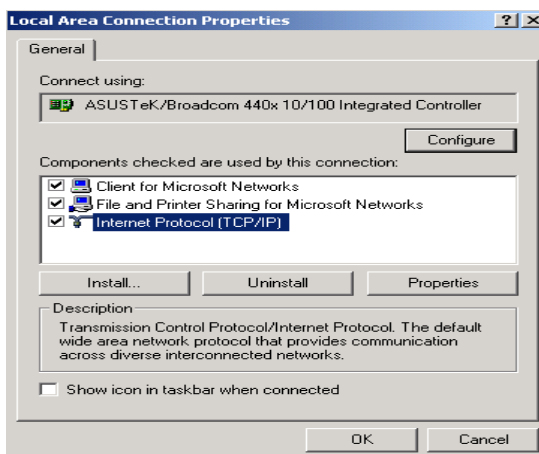 Local Area Connection Properties
General
Connect using:
ASUSTeK/Broadcom 440x 10/100 Integrated Controller
Configure
Components checked are used by this connection:
Client for Microsoft Networks
File and Printer Sharing for Microsoft Networks
Internet Protocol (TCP/IP)
Install... Uninstall Properties
Description
Transmission Control Protocol/Internet Protocol. The default
wide area network protocol that provides communication
across diverse interconnected networks.
Show icon in taskbar when connected
OK Cancel